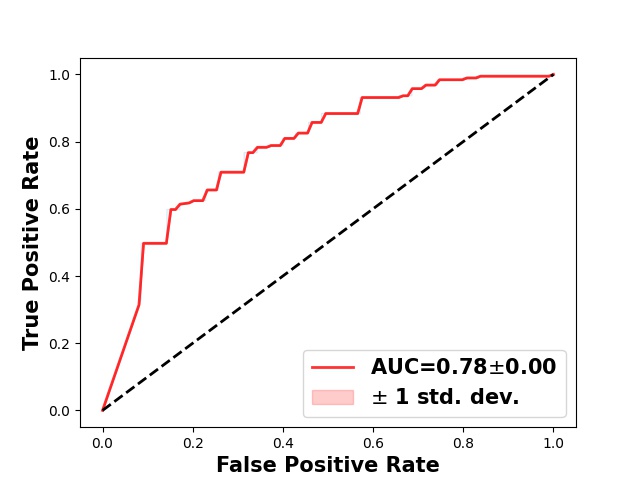 1.0
0.8
0.6
0.4
0.2
0.0
True Positive Rate
AUC=0.78±0.00
± 1 std. dev.
0.0 0.2 0.4 0.6 0.8 1.0
False Positive Rate